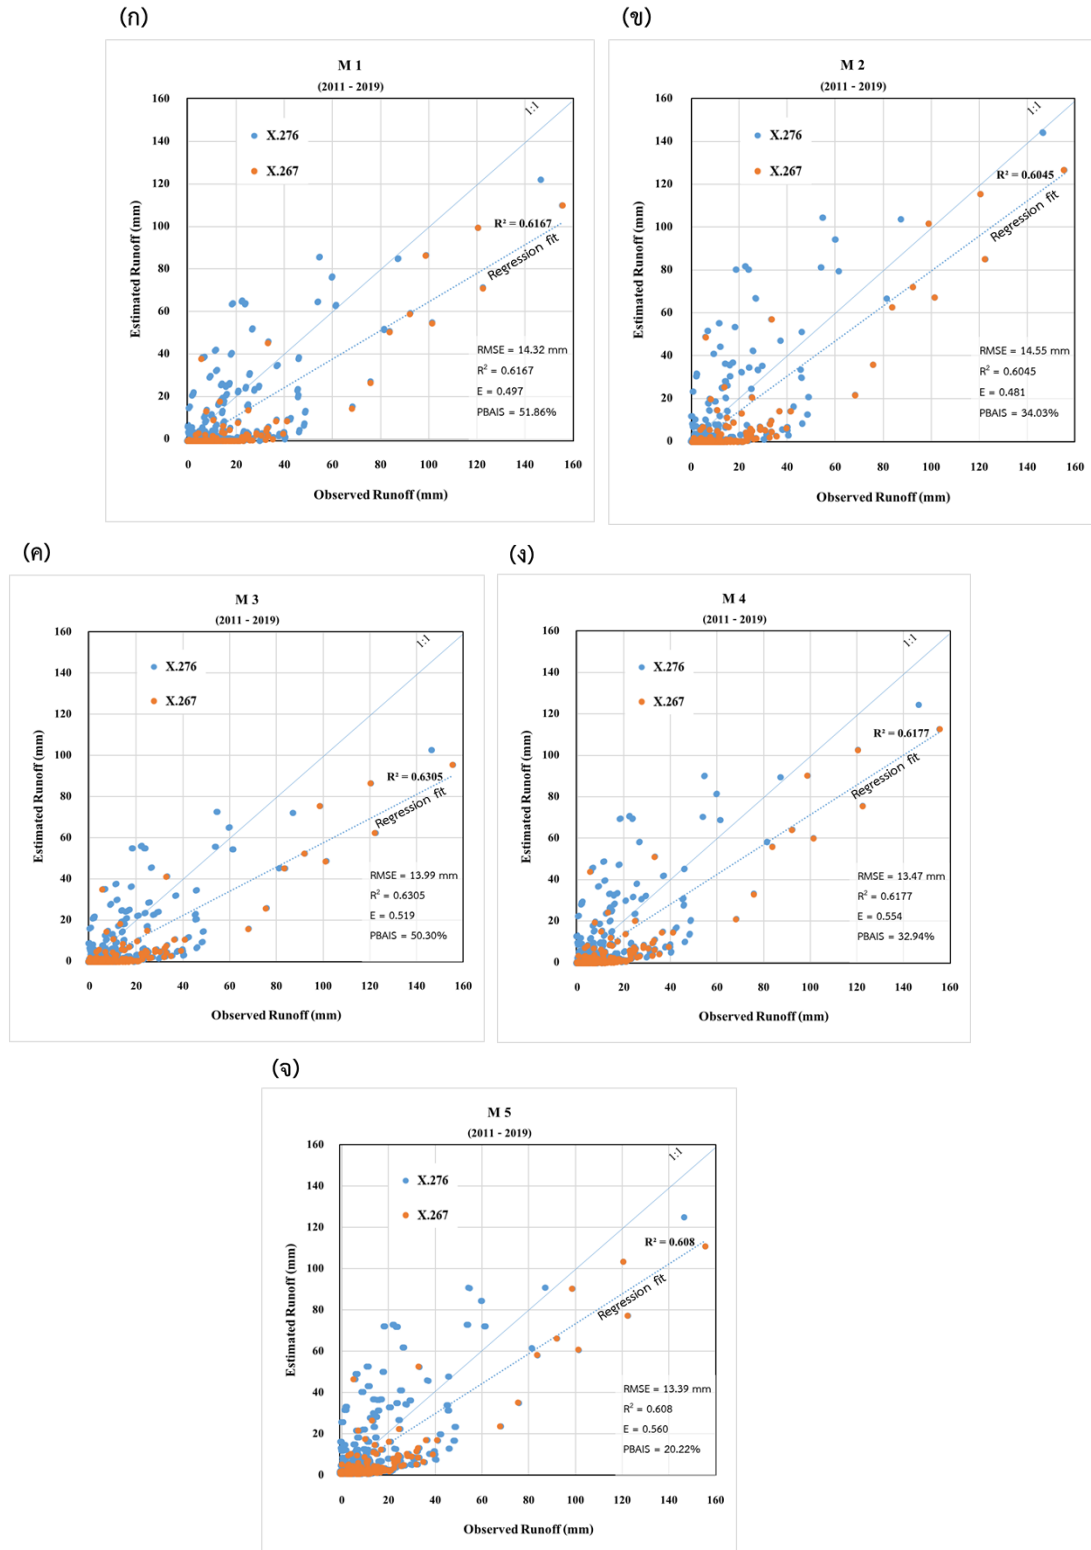 (ก)
M 1
(2011 - 2019)
160
140
120
100
80
60
40
20
0
Estimated Runoff (mm)
X.276
X.267
1:1
R² = 0.6167
Regression fit
RMSE = 14.32 mm
R² = 0.6167
E = 0.497
PBAIS = 51.86%
0 20 40 60 80 100 120 140 160
Observed Runoff (mm)
(ข)
M 2
(2011 - 2019)
160
140
120
100
80
60
40
20
0
Estimated Runoff (mm)
X.276
X.267
1:1
R² = 0.6045
Regression fit
RMSE = 14.55 mm
R² = 0.6045
E = 0.481
PBAIS = 34.03%
0 20 40 60 80 100 120 140 160
Observed Runoff (mm)
(ค)
M 3
(2011 - 2019)
160
140
120
100
80
60
40
20
0
Estimated Runoff (mm)
X.276
X.267
1:1
R² = 0.6305
Regression fit
RMSE = 13.99 mm
R² = 0.6305
E = 0.519
PBAIS = 50.30%
0 20 40 60 80 100 120 140 160
Observed Runoff (mm)
(ง)
M 4
(2011 - 2019)
160
140
120
100
80
60
40
20
0
Estimated Runoff (mm)
X.276
X.267
1:1
R² = 0.6177
Regression fit
RMSE = 13.47 mm
R² = 0.6177
E = 0.554
PBAIS = 32.94%
0 20 40 60 80 100 120 140 160
Observed Runoff (mm)
(จ)
M 5
(2011 - 2019)
160
140
120
100
80
60
40
20
0
Estimated Runoff (mm)
X.276
X.267
1:1
R² = 0.608
Regression fit
RMSE = 13.39 mm
R² = 0.608
E = 0.560
PBAIS = 20.22%
0 20 40 60 80 100 120 140 160
Observed Runoff (mm)